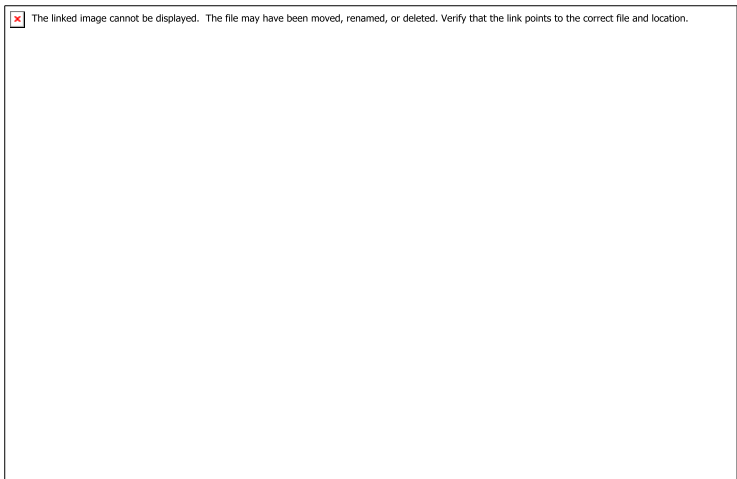 The linked image cannot be displayed.  The file may have been moved, renamed, or deleted. Verify that the link points to the correct file and location.